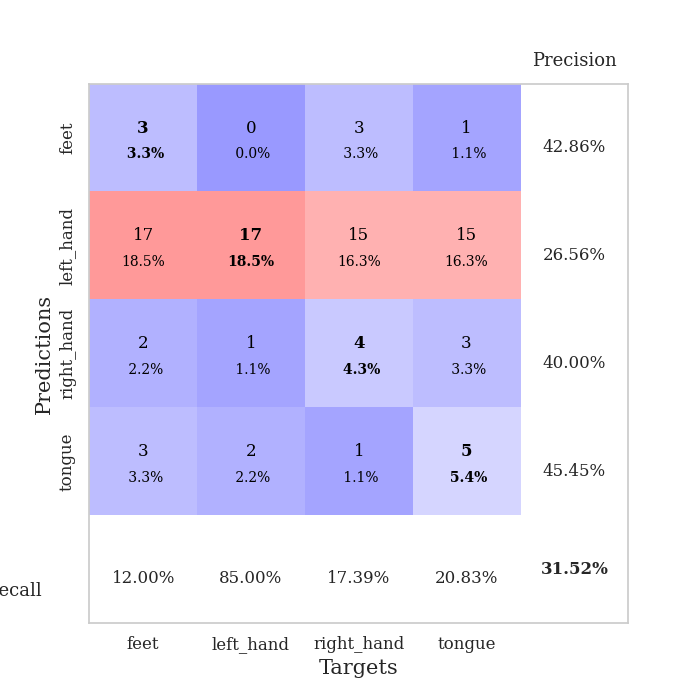 Precision
feet
3 0 3 1
3.3% 0.0% 3.3% 1.1%
42.86%
left_hand
17 17 15 15
18.5% 18.5% 16.3% 16.3%
26.56%
Predictions
right_hand
2 1 4 3
2.2% 1.1% 4.3% 3.3%
40.00%
tongue
3 2 1 5
3.3% 2.2% 1.1% 5.4%
45.45%
ecall
12.00% 85.00% 17.39% 20.83%
31.52%
feet left_hand right_hand tongue
Targets